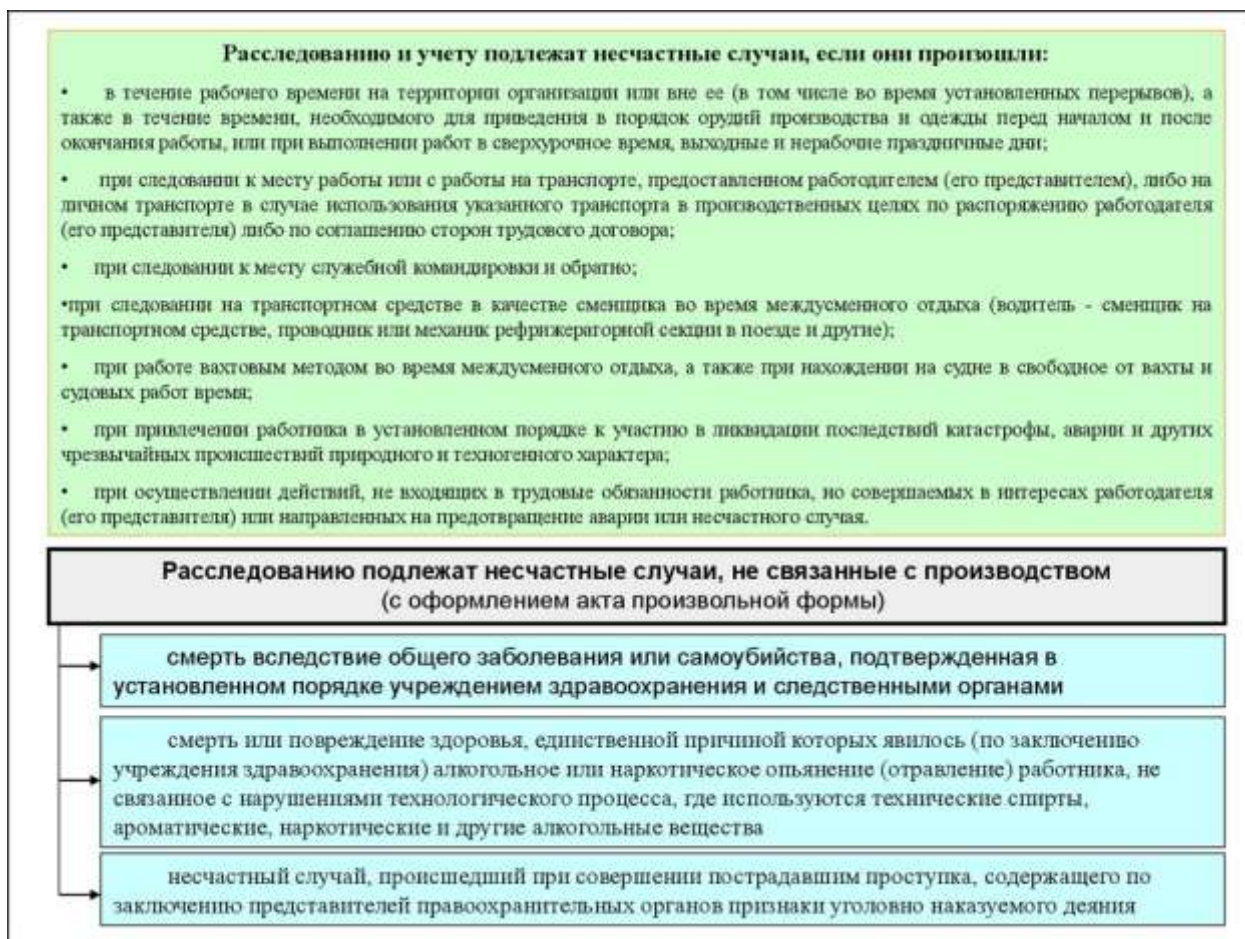 Расследованию и учету подлежат несчастные случаи, если они произошли:
• в течение рабочего времени на территории организации или вне ее (в том числе во время установленных перерывов), а
также в течение времени, необходимого для приведения в порядок орудий производства и одежды перед началом и после
окончания работы, или при выполнении работ в сверхурочное время, выходные и нерабочие праздничные дни;
• при следовании к месту работы или с работы на транспорте, предоставленном работодателем (его представителем), либо на
личном транспорте в случае использования указанного транспорта в производственных целях по распоряжению работодателя
(его представителя) либо по соглашению сторон трудового договора;
• при следовании к месту служебной командировки и обратно;
•при следовании на транспортном средстве в качестве сменщика во время междусменного отдыха (водитель - сменщик на
транспортном средстве, проводник или механик рефрижераторной секции в поезде и другие);
• при работе вахтовым методом во время междусменного отдыха, а также при нахождении на судне в свободное от вахты и
судовых работ время;
• при привлечении работника в установленном порядке к участию в ликвидации последствий катастрофы, аварии и других
чрезвычайных происшествий природного и техногенного характера;
• при осуществлении действий, не входящих в трудовые обязанности работника, но совершаемых в интересах работодателя
(его представителя) или направленных на предотвращение аварии или несчастного случая.
Расследованию подлежат несчастные случаи, не связанные с производством
(с оформлением акта произвольной формы)
смерть вследствие общего заболевания или самоубийства, подтвержденная в
установленном порядке учреждением здравоохранения и следственными органами
смерть или повреждение здоровья, единственной причиной которых явилось (по заключению
учреждения здравоохранения) алкогольное или наркотическое опьянение (отравление) работника, не
связанное с нарушениями технологического процесса, где используются технические спирты,
ароматические, наркотические и другие алкогольные вещества
несчастный случай, происшедший при совершении пострадавшим проступка, содержащего по
заключению представителей правоохранительных органов признаки уголовно наказуемого деяния